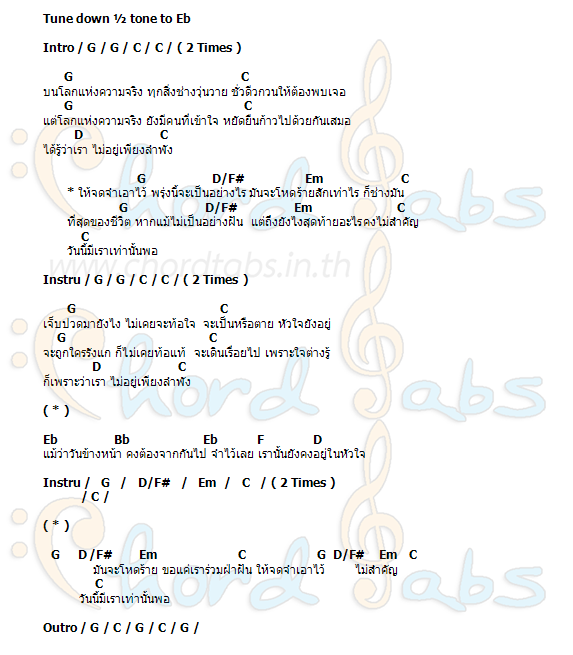 Tune down ½ tone to Eb
Intro / G / G / C / C / ( 2 Times )
G C
บนโลกแห่งความจริง ทุกสิ่งช่างวุ่นวาย ชั่วคิ่วกวนให้ต้องพบเจอ
G C
แต่โลกแห่งความจริง ยังมีคนที่เข้าใจ หยัดยืนก้าวไปด้วยกันเสมอ
D C
ได้รู้ว่าเรา ไม่อยู่เพียงลำพัง
G D/F# Em C
* ให้จดจำเอาไว้ พรุ่งนี้จะเป็นอย่างไร มันจะโหดร้ายสักเท่าไร ก็ช่างมัน
G D/F# Em C
ที่สุดของชีวิต หากแม้ไม่เป็นอย่างฝัน แต่ถึงยังไงสุดท้ายอะไรคงไม่สำคัญ
C
วันนี้มีเราเท่านั้นพอ
www.chordtabs.in.th
Instru / G / G / C / C / ( 2 Times )
G C
เจ็บปวดมายังไง ไม่เคยจะท้อใจ จะเป็นหรือตาย หัวใจยังอยู่
G C
จะถูกใครรังแก ก็ไม่เคยท้อแท้ จะเดินเรื่อยไป เพราะใจต่างรู้
D C
ก็เพราะว่าเรา ไม่อยู่เพียงลำพัง
( * )
Eb Bb Eb F D
แม้ว่าวันข้างหน้า คงต้องจากกันไป จำไว้เลย เรานั้นยังคงอยู่ในหัวใจ
Instru / G / D/F# / Em / C / ( 2 Times )
/ C /
( * )
G D/F# Em C G D/F# Em C
มันจะโหดร้าย ขอแค่เราร่วมฝ่าฝัน ให้จดจำเอาไว้ ไม่สำคัญ
C
วันนี้มีเราเท่านั้นพอ
Outro / G / C / G / C / G /